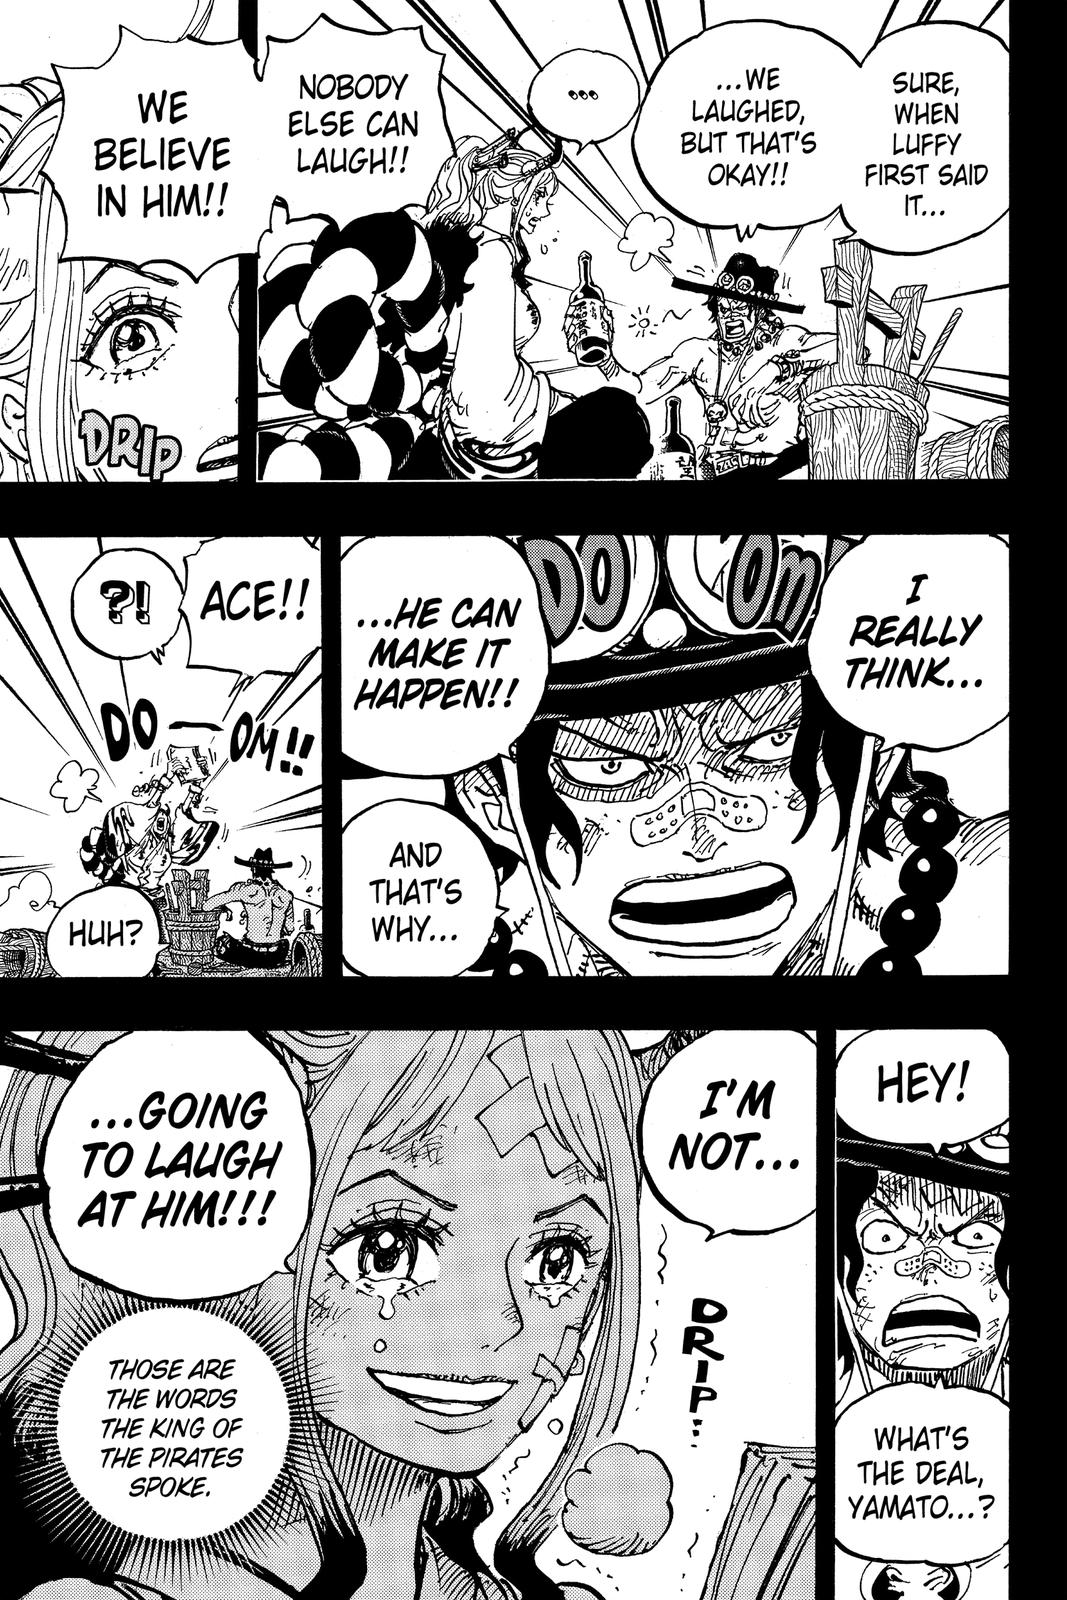 SURE,
WHEN
LUFFY
FIRST SAID
IT...
...WE
LAUGHED,
BUT THAT'S
OKAY!!
...
NOBODY
ELSE CAN
LAUGH!!
WE
BELIEVE
IN HIM!!
DRIP
I
REALLY
THINK...
DO OM
...HE CAN
MAKE IT
HAPPEN!!
AND
THAT'S
WHY...
ACE!!
?!
DO—OM!!
HUH?
HEY!
WHAT'S
THE DEAL,
YAMATO...?
I'M
NOT...
DRIP...
...GOING
TO LAUGH
AT HIM!!!
THOSE ARE
THE WORDS
THE KING OF
THE PIRATES
SPOKE.